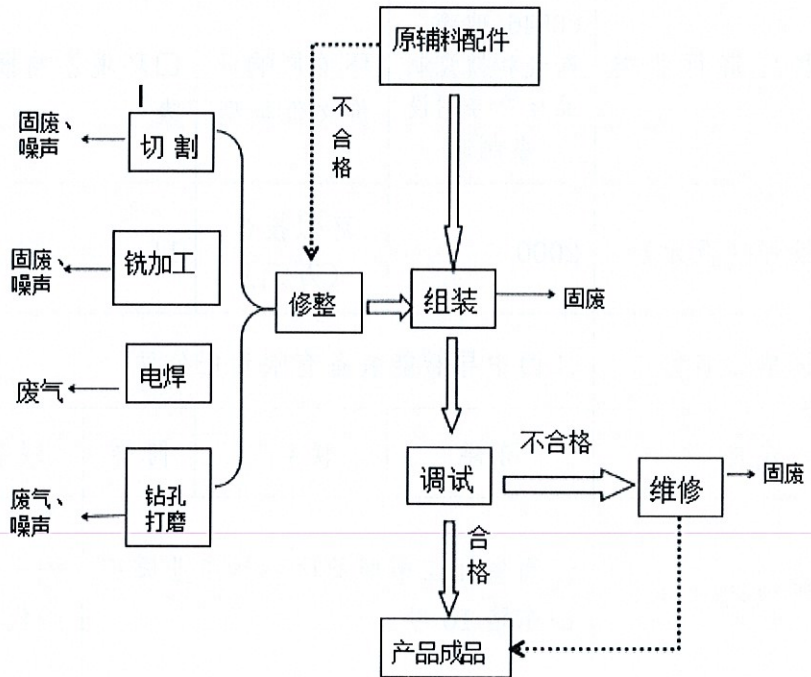 原辅料配件
不合格
固废、
噪声
切割
固废、
噪声
铣加工
修整
组装
固废
废气
电焊
不合格
废气、
噪声
钻孔
打磨
调试
维修
固废
合格
产品成品
2000